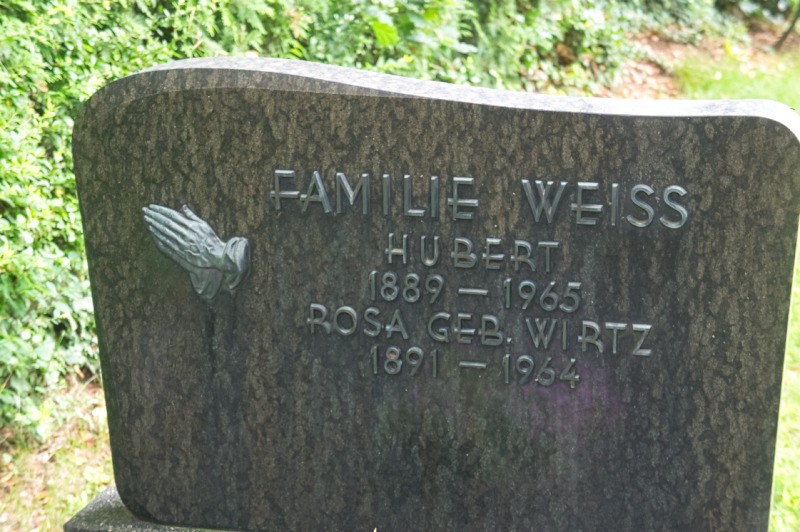 FAMILIE WEISS
HUBERT
1889 — 1965
ROSA GEB. WIRTZ
1891 — 1964